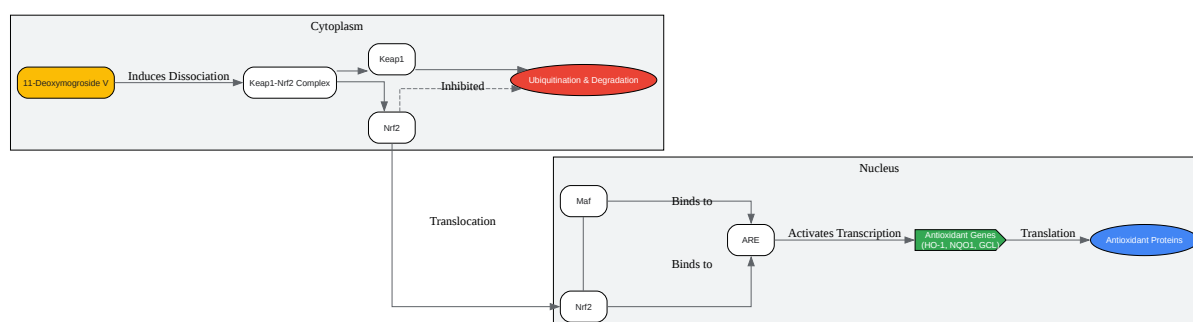 Cytoplasm
Keap1
11-Deoxymogroside V
Induces Dissociation
Keap1-Nrf2 Complex
Ubiquitination & Degradation
Inhibited
Nrf2
Nucleus
Maf
Binds to
Translocation
ARE
Activates Transcription
Antioxidant Genes
(HO-1, NQO1, GCL)
Translation
Antioxidant Proteins
Binds to
Nrf2